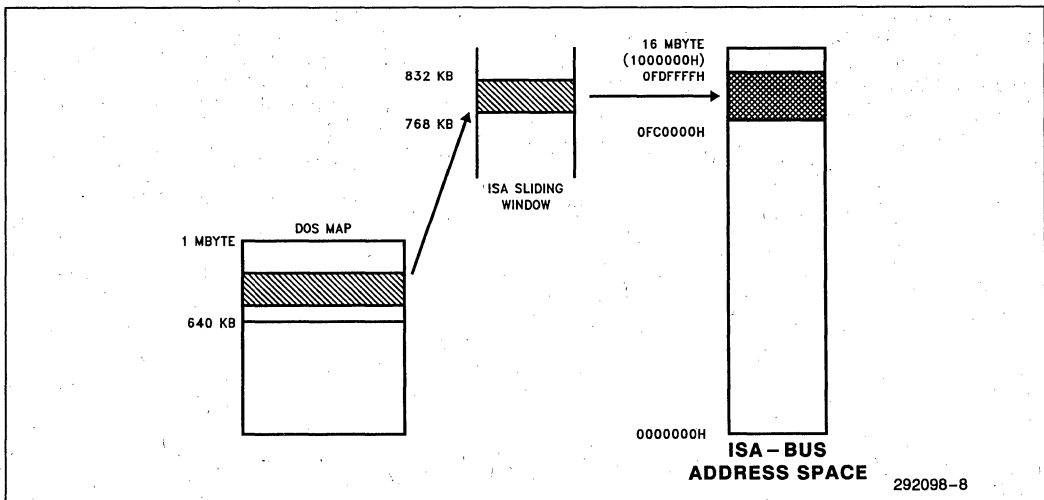 16 MBYTE
(1000000H)
0FDFFFFH
832 KB
768 KB
0FC0000H
ISA SLIDING
WINDOW
DOS MAP
1 MBYTE
640 KB
0000000H
ISA–BUS
ADDRESS SPACE
292098–8